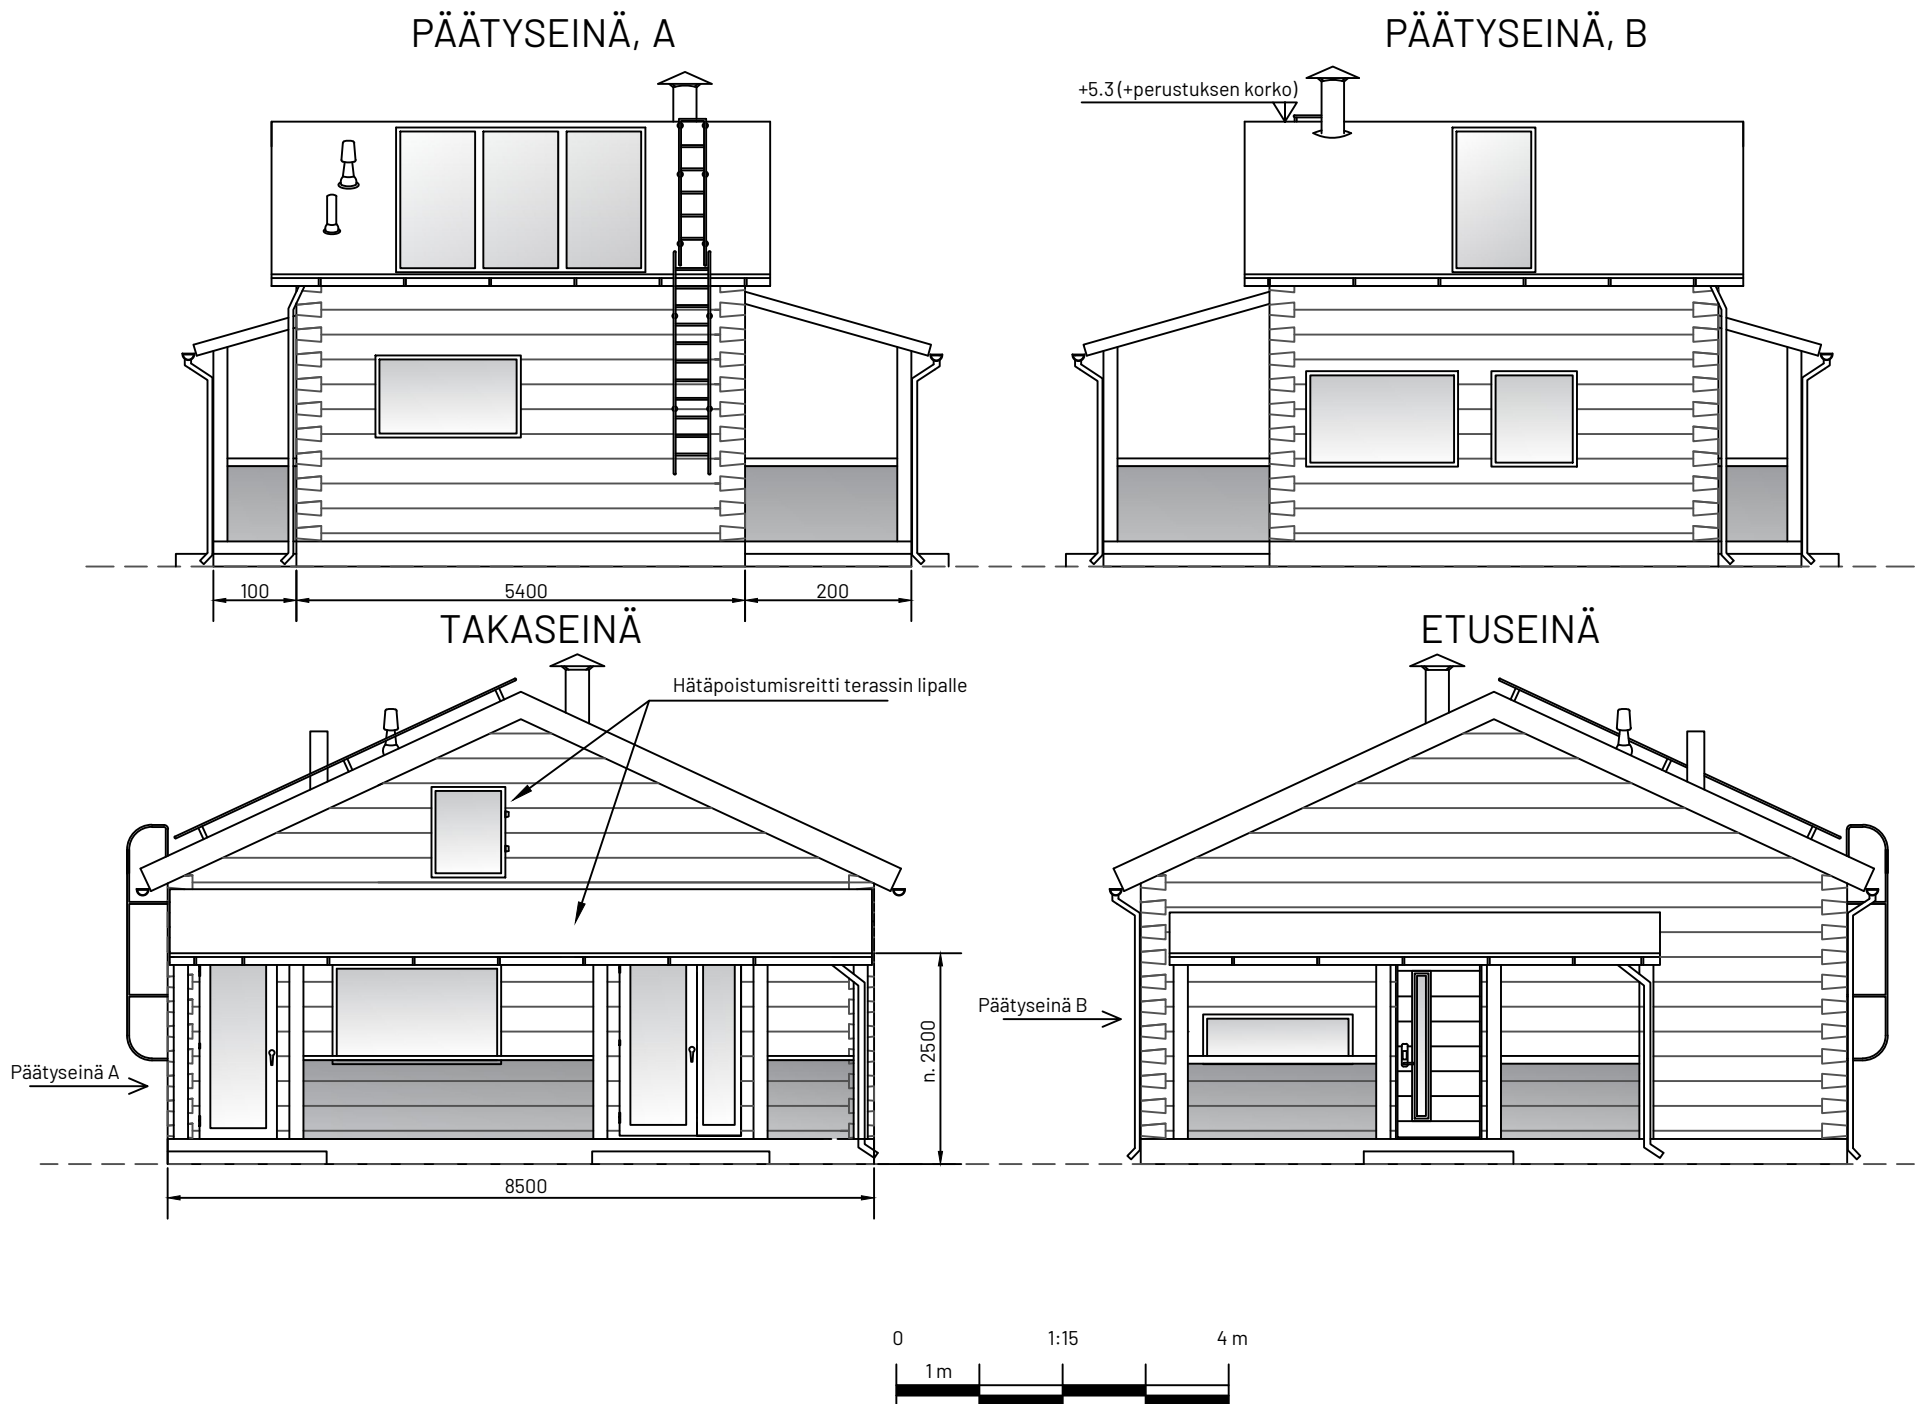 PÄÄTYSEINÄ, A
PÄÄTYSEINÄ, B
+5.3 (+perustuksen korko)
100
5400
200
TAKASEINÄ
ETUSEINÄ
Hätäpoistumisreitti terassin lipalle
Päätyseinä A
n. 2500
8500
Päätyseinä B
0
1:15
4 m
1 m